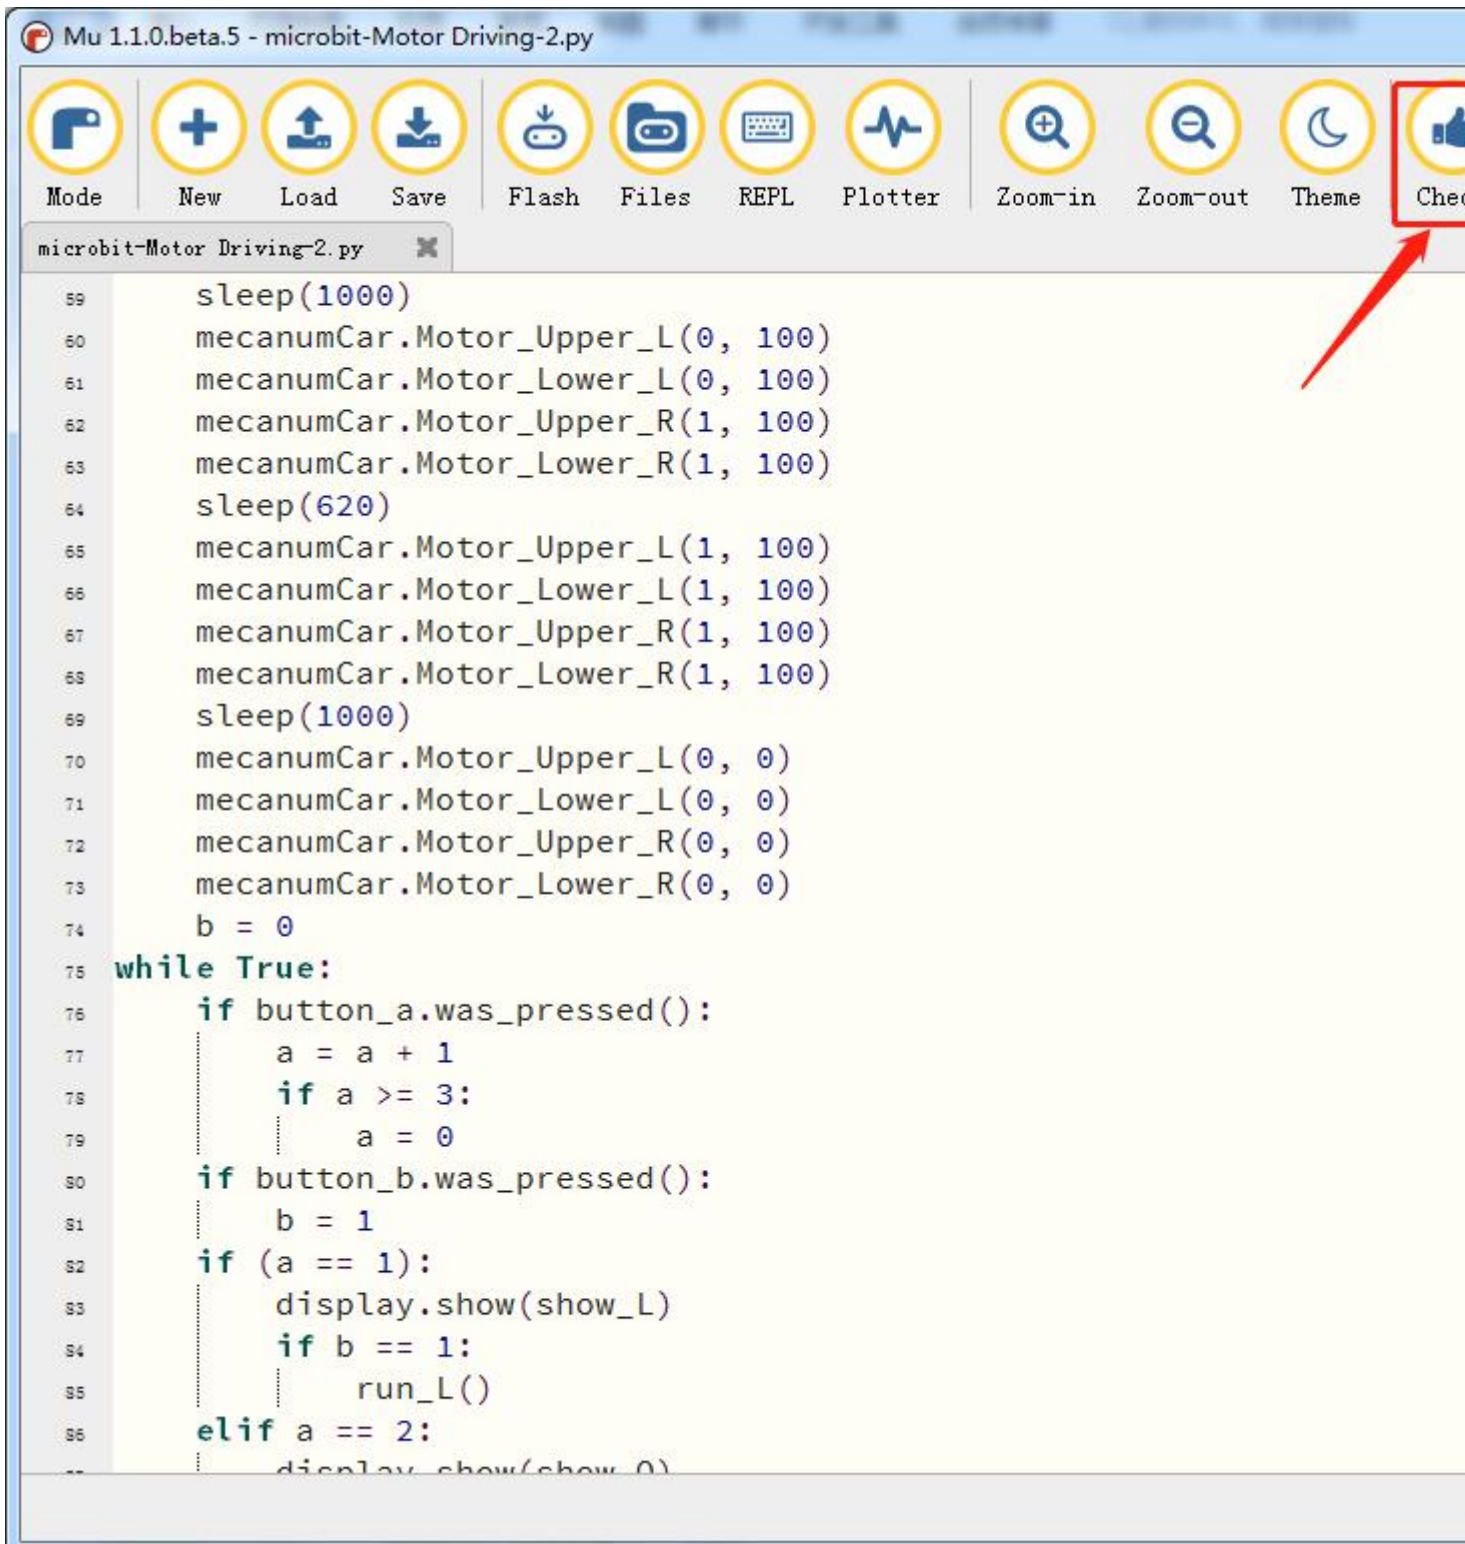 Mu 1.1.0.beta.5 - microbit-Motor Driving-2.py
Mode New Load Save Flash Files REPL Plotter Zoom-in Zoom-out Theme
microbit-Motor Driving-2.py
59 sleep(1000)
60 mecanumCar.Motor_Upper_L(0, 100)
61 mecanumCar.Motor_Lower_L(0, 100)
62 mecanumCar.Motor_Upper_R(1, 100)
63 mecanumCar.Motor_Lower_R(1, 100)
64 sleep(620)
65 mecanumCar.Motor_Upper_L(1, 100)
66 mecanumCar.Motor_Lower_L(1, 100)
67 mecanumCar.Motor_Upper_R(1, 100)
68 mecanumCar.Motor_Lower_R(1, 100)
69 sleep(1000)
70 mecanumCar.Motor_Upper_L(0, 0)
71 mecanumCar.Motor_Lower_L(0, 0)
72 mecanumCar.Motor_Upper_R(0, 0)
73 mecanumCar.Motor_Lower_R(0, 0)
74 b = 0
75 while True:
76 if button_a.was_pressed():
77 a = a + 1
78 if a >= 3:
79 a = 0
80 if button_b.was_pressed():
81 b = 1
82 if (a == 1):
83 display.show(show_L)
84 if b == 1:
85 run_L()
86 elif a == 2:
display.show(show_O)